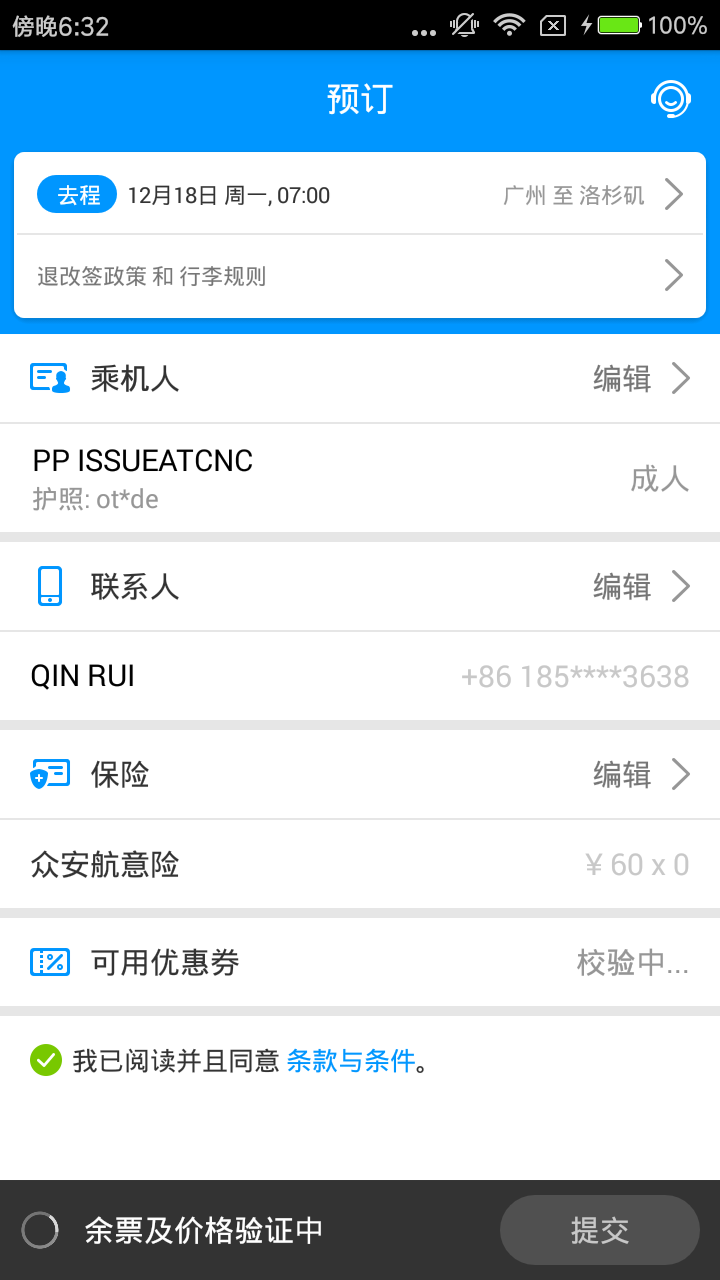 傍晚6:32
100%
预订
去程 12月18日 周一, 07:00 广州 至 洛杉矶
退改签政策 和 行李规则
乘机人 编辑
PP ISSUEATCNC
成人
护照: ot*de
联系人 编辑
QIN RUI +86 185****3638
保险 编辑
众安航意险 ¥ 60 x 0
可用优惠券 校验中...
我已阅读并且同意 条款与条件。
余票及价格验证中 提交